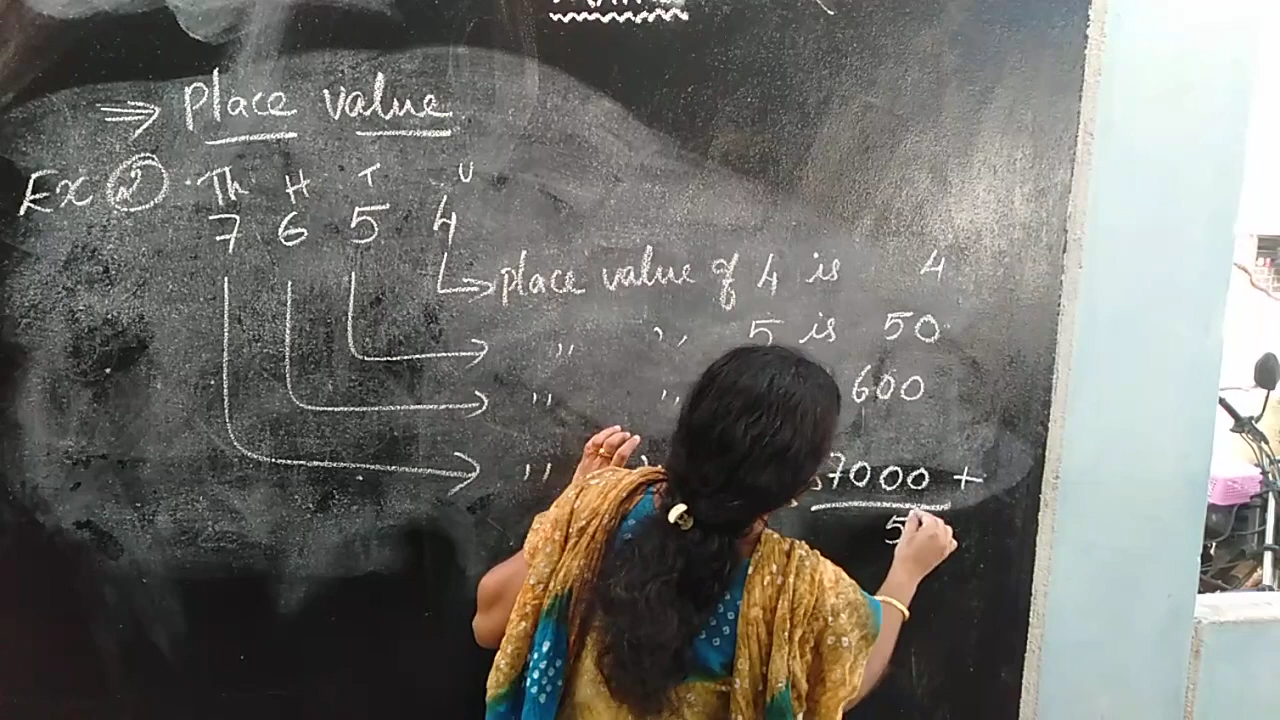 ⇒ Place value
Ex ② Th H T U
7 6 5 4
place value of 4 is 4
" " 5 is 50
" " 600
" " 7000 +
5